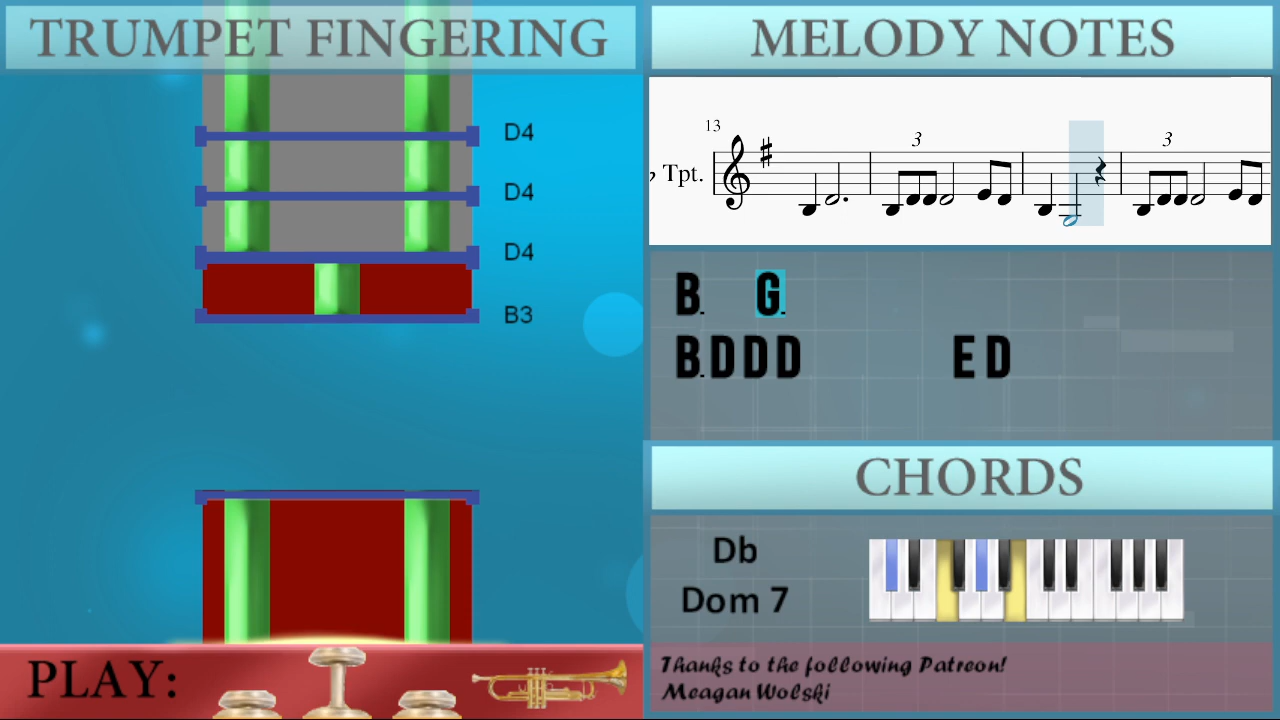 TRUMPET FINGERING
D4
D4
D4
B3
PLAY:
MELODY NOTES
13
3
3
Tpt.
B. G.
B. D D D E D
CHORDS
Db
Dom 7
Thanks to the following Patreon!
Meagan Wolski